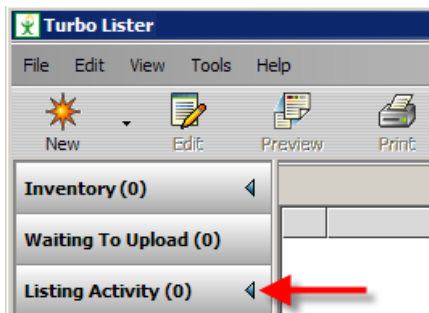 Turbo Lister
File Edit View Tools Help
New Edit Preview Print
Inventory (0)
Waiting To Upload (0)
Listing Activity (0)